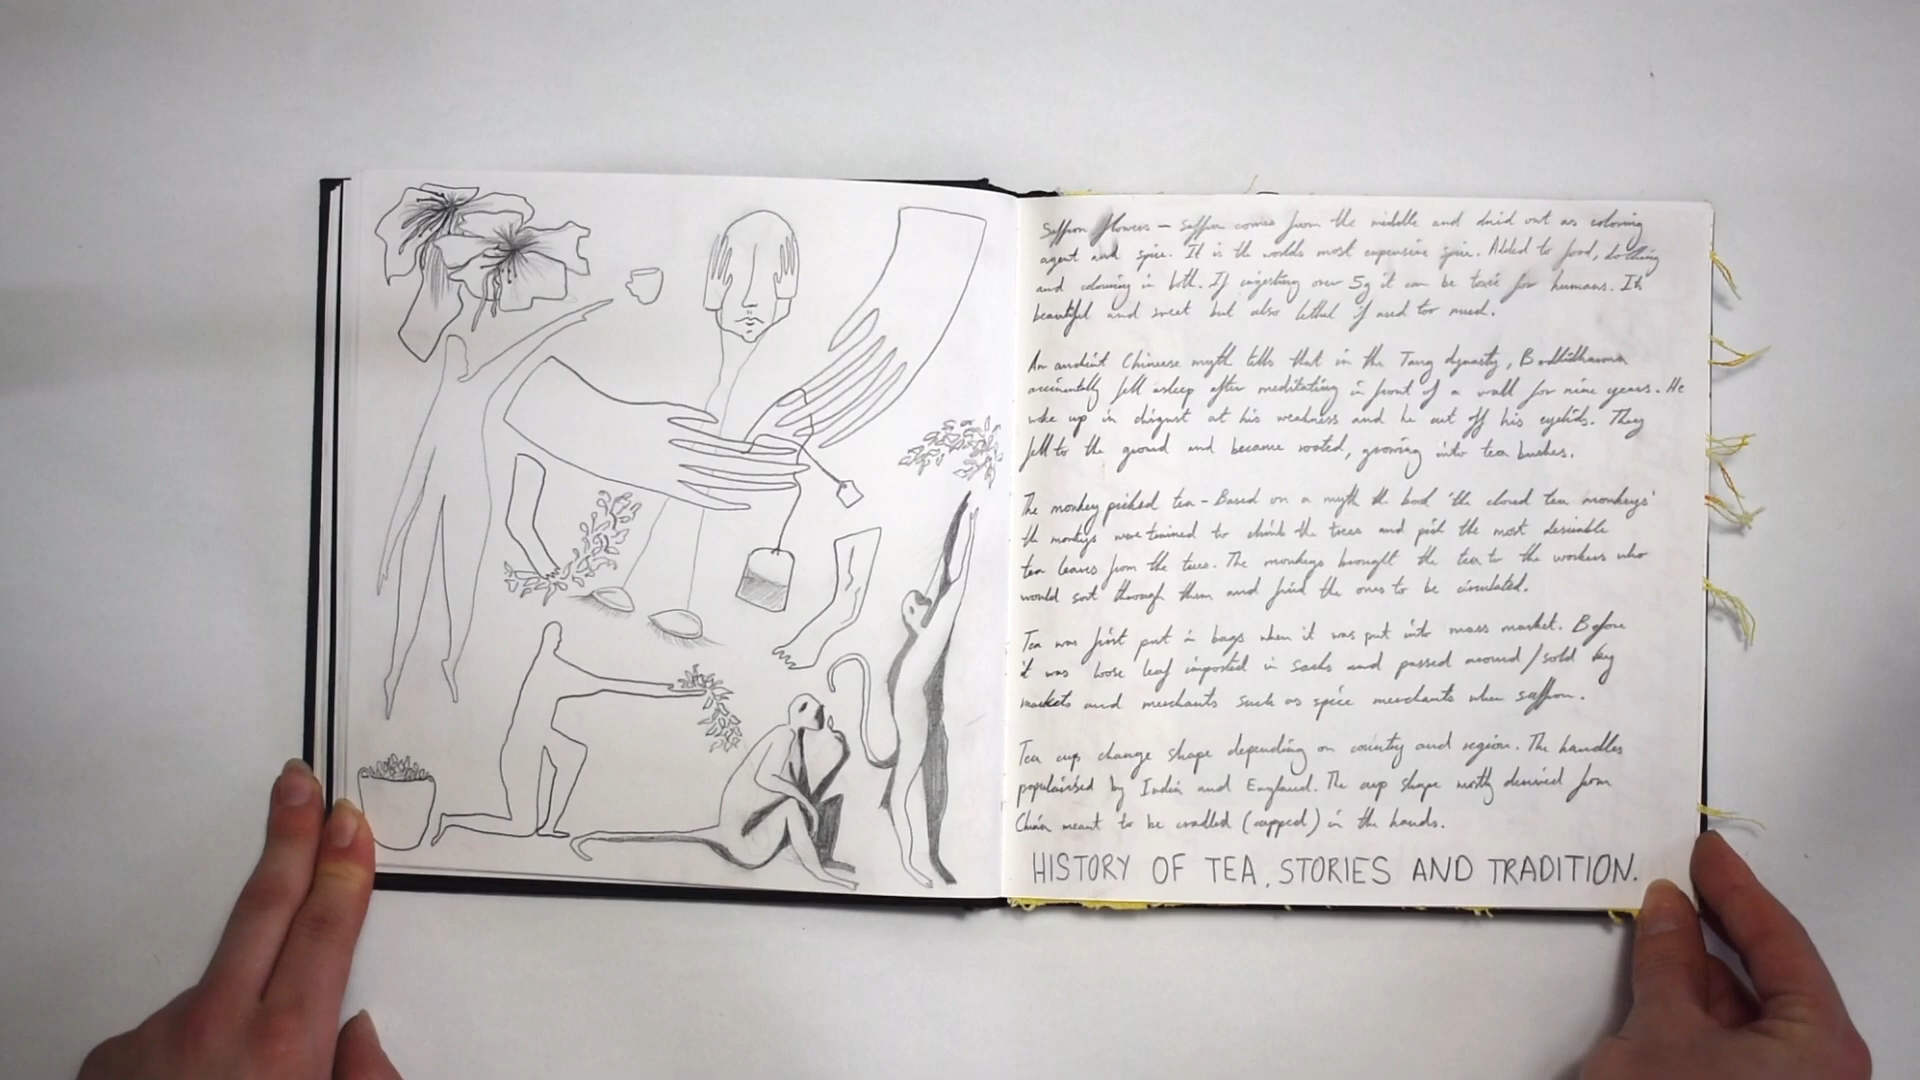 Saffron flowers - Saffron comes from the middle and dried out as coloring
agent and spice. It is the worlds most expensive spice. Added to food, clothing
and colouring in both. If ingesting over 5g it can be toxic for humans. Its
beautiful and sweet but also lethal if used too much.
An ancient Chinese myth tells that in the Tang dynasty, Bodhidharma
accidentally fell asleep after meditating in front of a wall for nine years. He
woke up in disgust at his weakness and he cut off his eyelids. They
fell to the ground and became rooted, growing into tea bushes.
The monkey picked tea - Based on a myth the book 'the cloud tea monkeys'
the monkeys were trained to climb the trees and pick the most desirable
tea leaves from the trees. The monkeys brought the tea to the workers who
would sort through them and find the ones to be circulated.
Tea was first put in bags when it was put into mass market. Before
it was loose leaf imported in sacks and passed around/sold by
markets and merchants such as spice merchants when saffron.
Tea cups change shape depending on country and region. The handles
popularised by India and England. The cup shape mostly derived from
China meant to be cradled (cupped) in the hands.
HISTORY OF TEA, STORIES AND TRADITION.